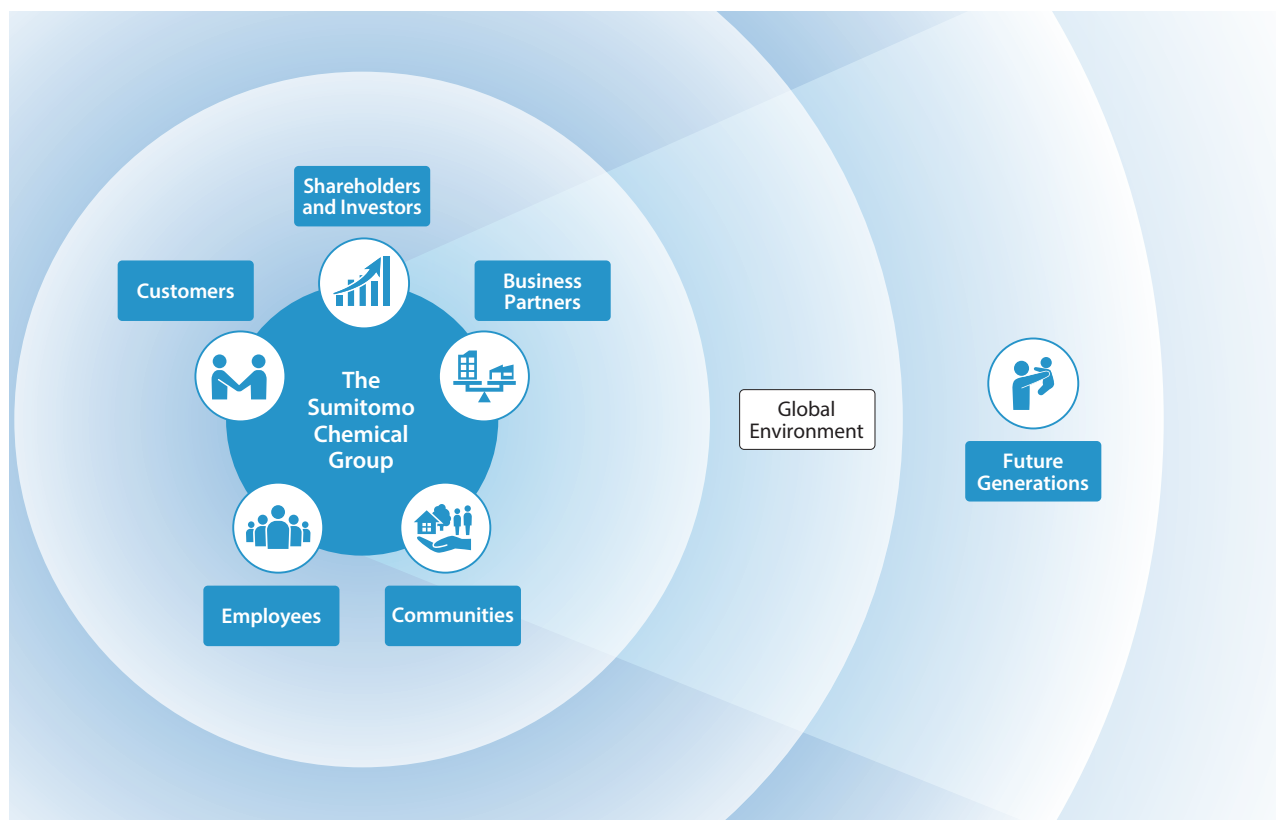 Shareholders
and Investors
Customers
Business
Partners
The
Sumitomo
Chemical
Group
Global
Environment
Future
Generations
Employees
Communities